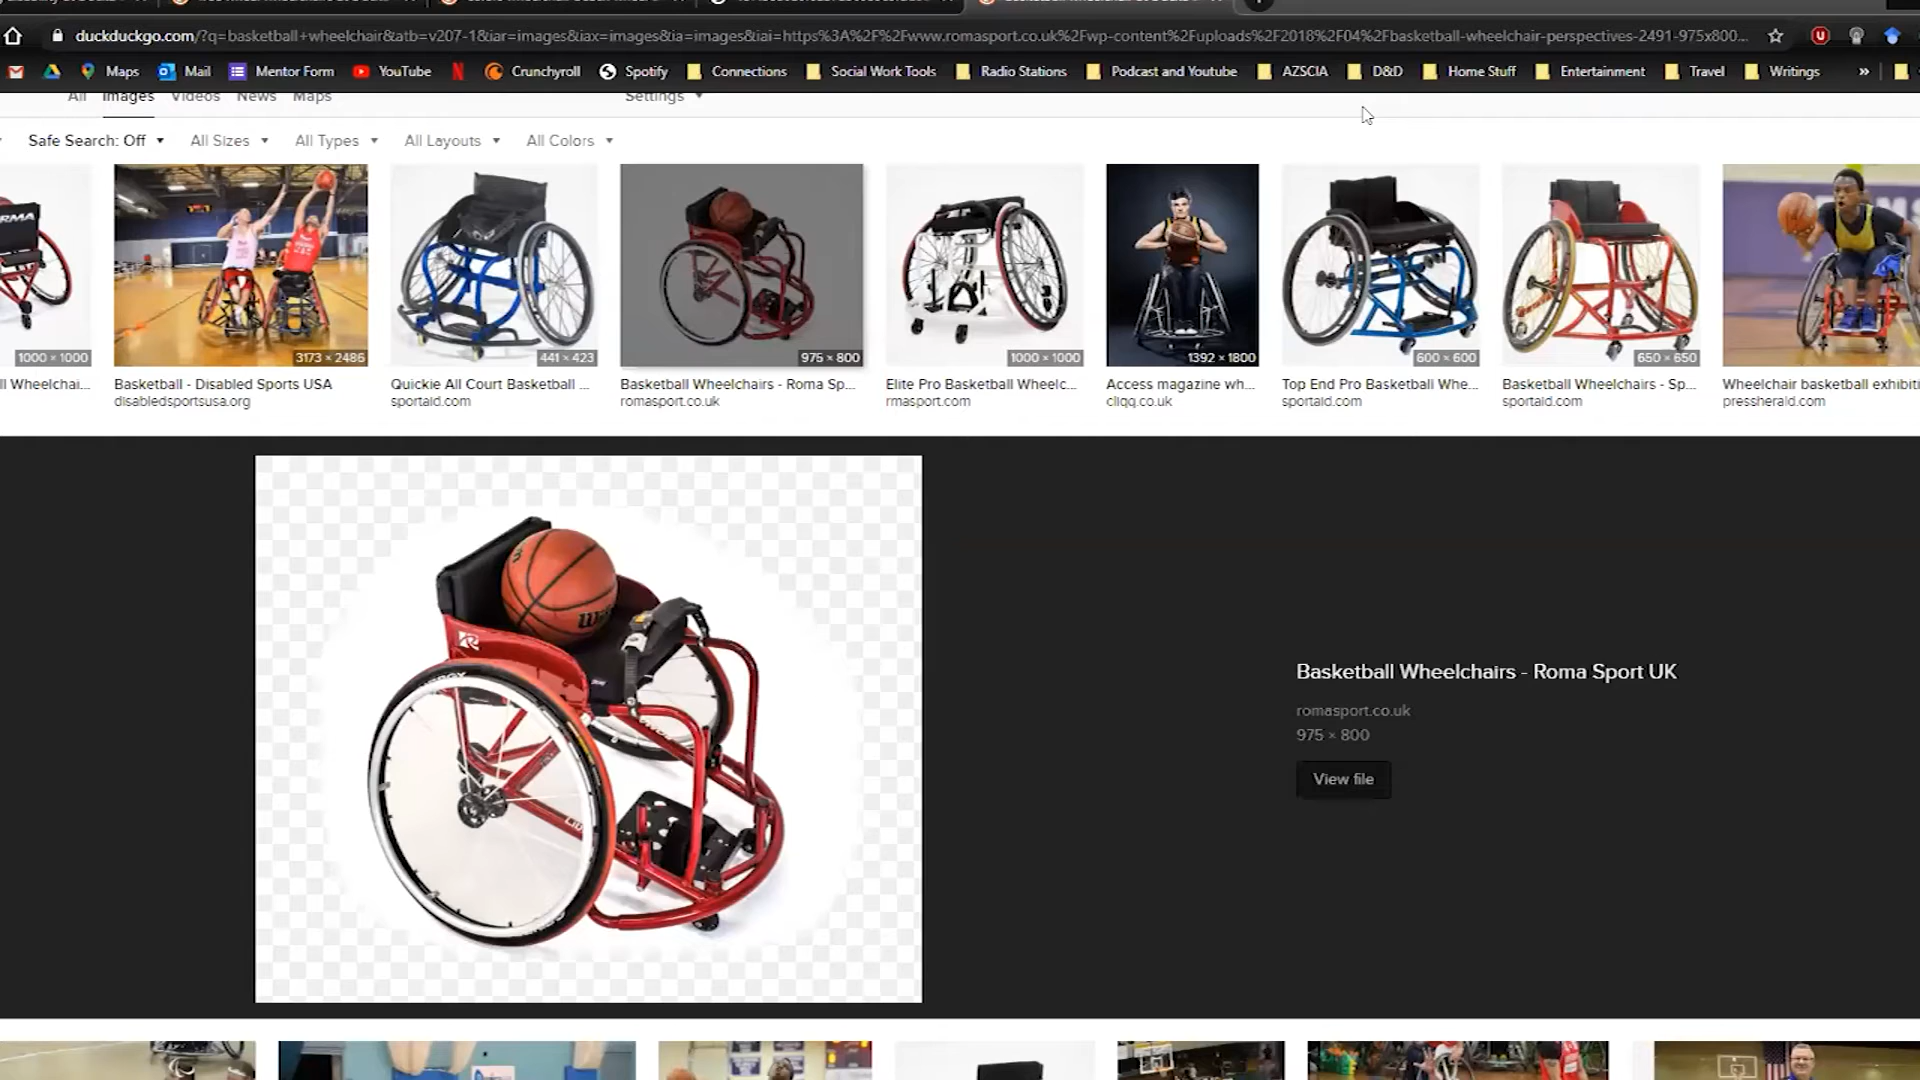 duckduckgo.com/?q=basketball+wheelchair&atb=v207-1&iar=images&iax=images&ia=images&iai=https%3A%2F%2Fwww.romasport.co.uk%2Fwp-content%2Fuploads%2F2018%2F04%2Fbasketball-wheelchair-perspectives-2491-975x800...
Maps Mail Mentor Form YouTube Crunchyroll Spotify Connections Social Work Tools Radio Stations Podcast and Youtube AZSCIA D&D Home Stuff Entertainment Travel Writings »
All Images Videos News Maps Settings
Safe Search: Off All Sizes All Types All Layouts All Colors
RMA
1000 × 1000 3173 × 2486 441 × 423 975 × 800 1000 × 1000 1392 × 1800 600 × 600 650 × 650
ll Wheelchai... Basketball - Disabled Sports USA Quickie All Court Basketball ... Basketball Wheelchairs - Roma Sp... Elite Pro Basketball Wheelc... Access magazine wh... Top End Pro Basketball Whe... Basketball Wheelchairs - Sp... Wheelchair basketball exhibiti
disabledsportsusa.org sportaid.com romasport.co.uk rmasport.com cliqq.co.uk sportaid.com sportaid.com pressherald.com
Basketball Wheelchairs - Roma Sport UK
romasport.co.uk
975 × 800
View file